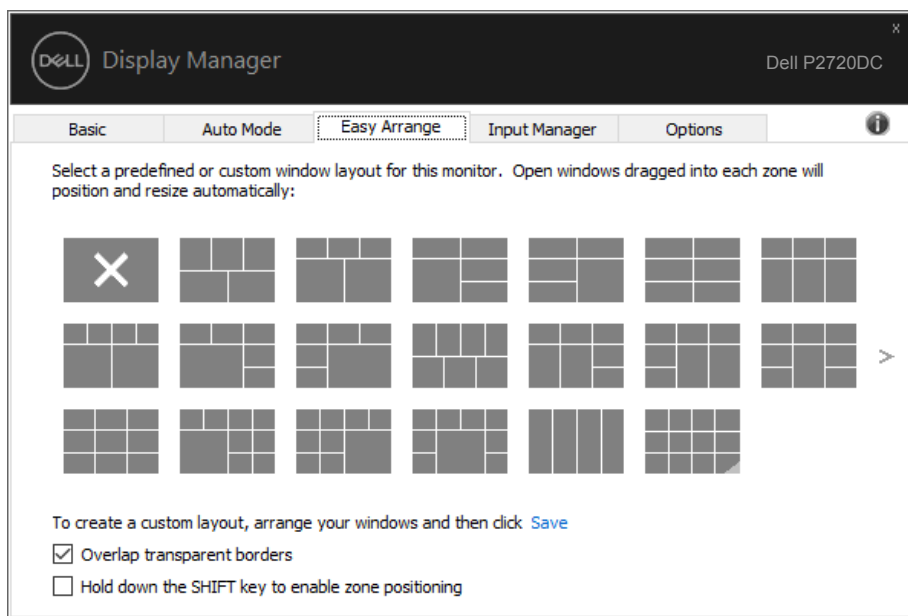 x
DELL Display Manager
Dell P2720DC
Basic Auto Mode Easy Arrange Input Manager Options i
Select a predefined or custom window layout for this monitor. Open windows dragged into each zone will
position and resize automatically:
>
To create a custom layout, arrange your windows and then click Save
Overlap transparent borders
Hold down the SHIFT key to enable zone positioning